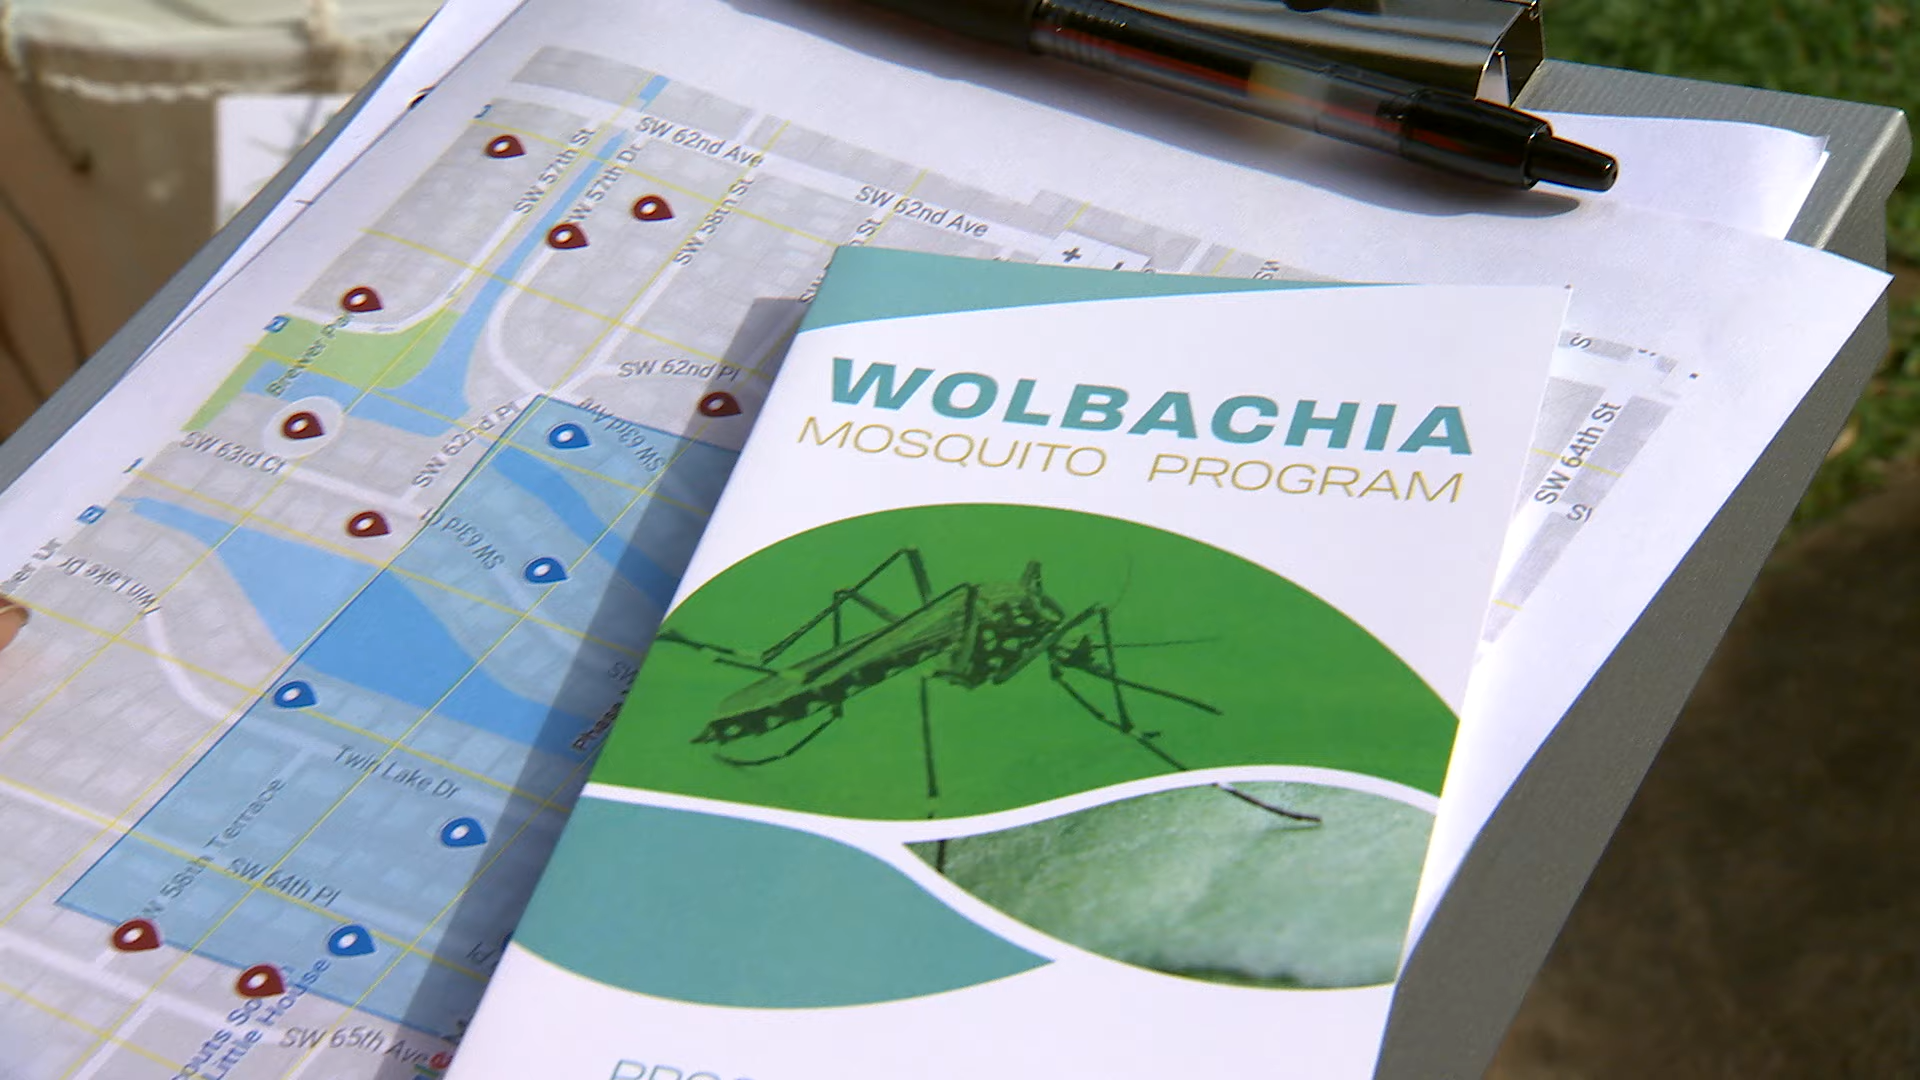 SW 62nd Ave
SW 57th St
SW 57th Dr
SW 58th St
SW 62nd Ave
SW 62nd Pl
SW 63rd Ave
SW 62nd Pl
SW 63rd Ct
SW 63rd Ct
Twin Lake Dr
Twin Lake Dr
SW 58th Terrace
SW 64th Pl
Little House
SW 65th Ave
SW 64th St
WOLBACHIA
MOSQUITO PROGRAM